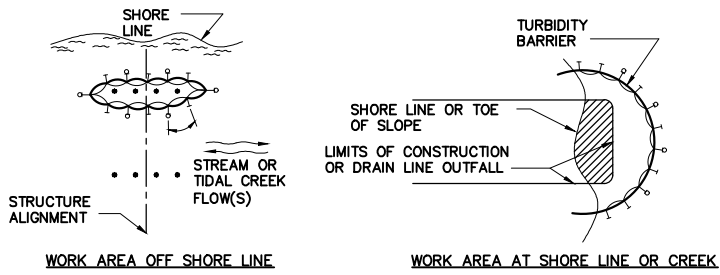 SHORE
LINE
STREAM OR
TIDAL CREEK
FLOW(S)
STRUCTURE
ALIGNMENT
WORK AREA OFF SHORE LINE
TURBIDITY
BARRIER
SHORE LINE OR TOE
OF SLOPE
LIMITS OF CONSTRUCTION
OR DRAIN LINE OUTFALL
WORK AREA AT SHORE LINE OR CREEK